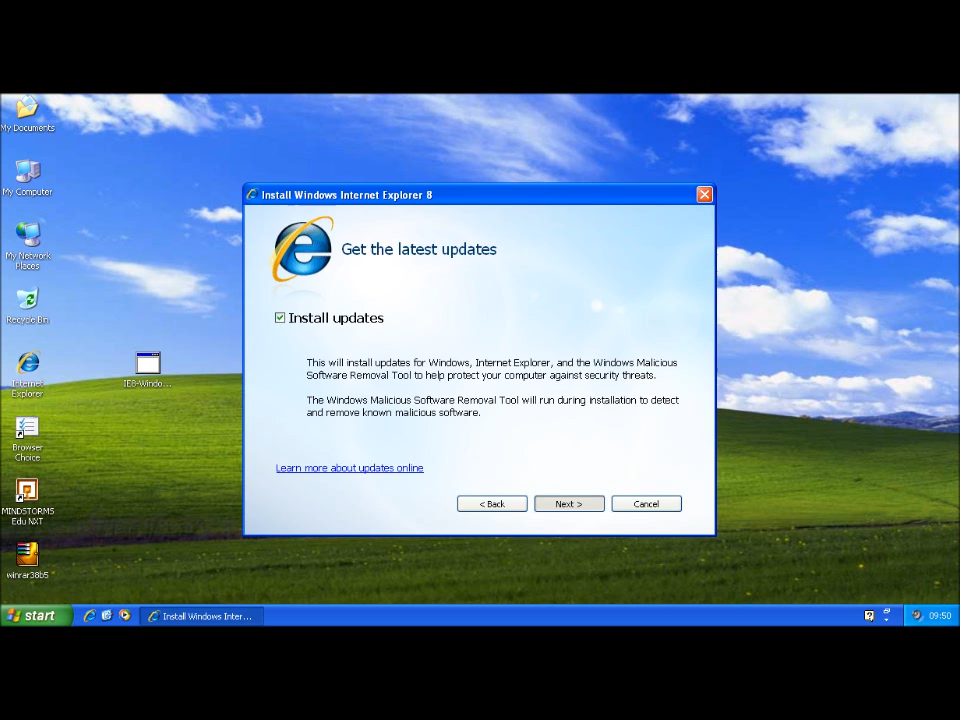 My Documents
My Computer
My Network
Places
Recycle Bin
Internet
Explorer
IE8-Windo...
Browser
Choice
MINDSTORMS
Edu NXT
winrar38b5
Install Windows Internet Explorer 8
Get the latest updates
Install updates
This will install updates for Windows, Internet Explorer, and the Windows Malicious
Software Removal Tool to help protect your computer against security threats.
The Windows Malicious Software Removal Tool will run during installation to detect
and remove known malicious software.
Learn more about updates online
< Back
Next >
Cancel
start
Install Windows Inter...
09:50